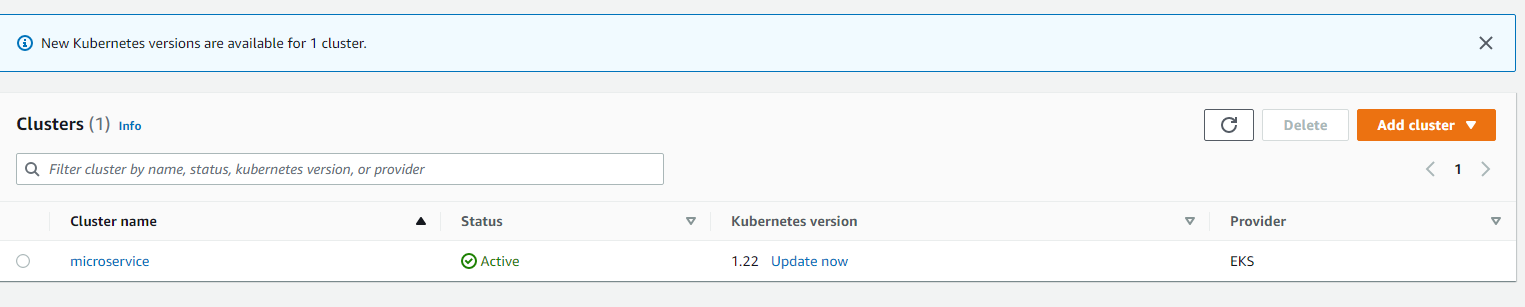 New Kubernetes versions are available for 1 cluster.
Clusters (1) Info
Delete
Add cluster
Filter cluster by name, status, kubernetes version, or provider
1
Cluster name Status Kubernetes version Provider
microservice Active 1.22 Update now EKS